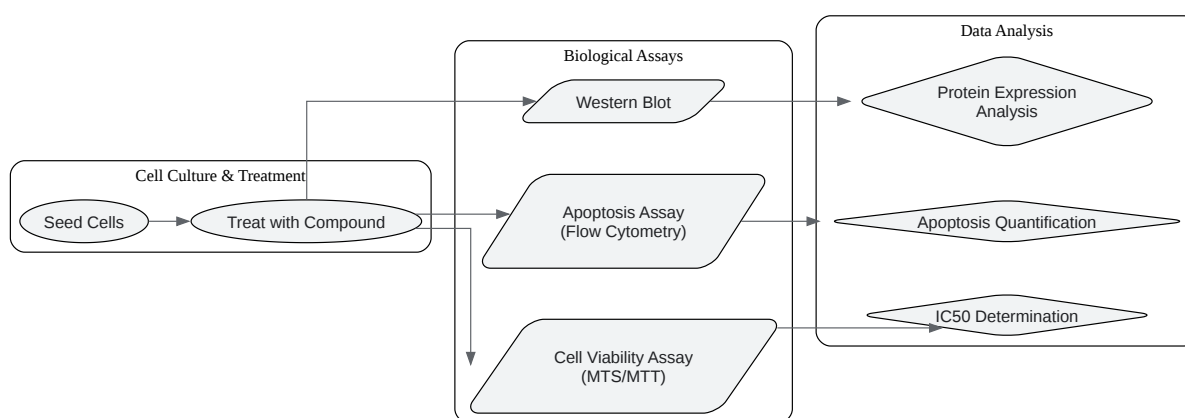 Cell Culture & Treatment
Seed Cells
Treat with Compound
Biological Assays
Western Blot
Apoptosis Assay
(Flow Cytometry)
Cell Viability Assay
(MTS/MTT)
Data Analysis
Protein Expression
Analysis
Apoptosis Quantification
IC50 Determination